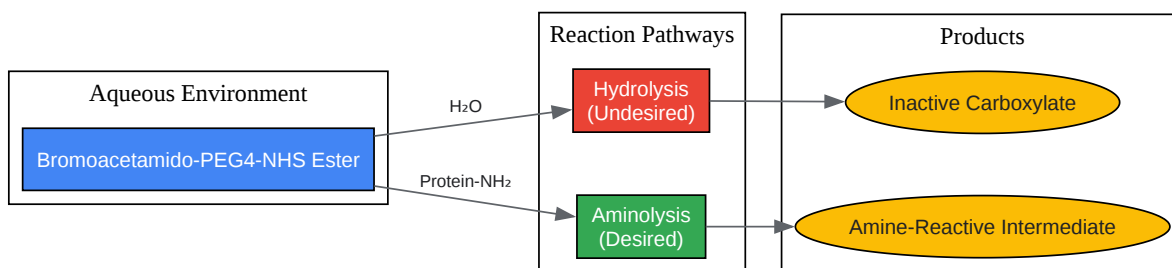 Aqueous Environment
Bromoacetamido-PEG4-NHS Ester
H₂O
Protein-NH₂
Reaction Pathways
Hydrolysis
(Undesired)
Aminolysis
(Desired)
Products
Inactive Carboxylate
Amine-Reactive Intermediate